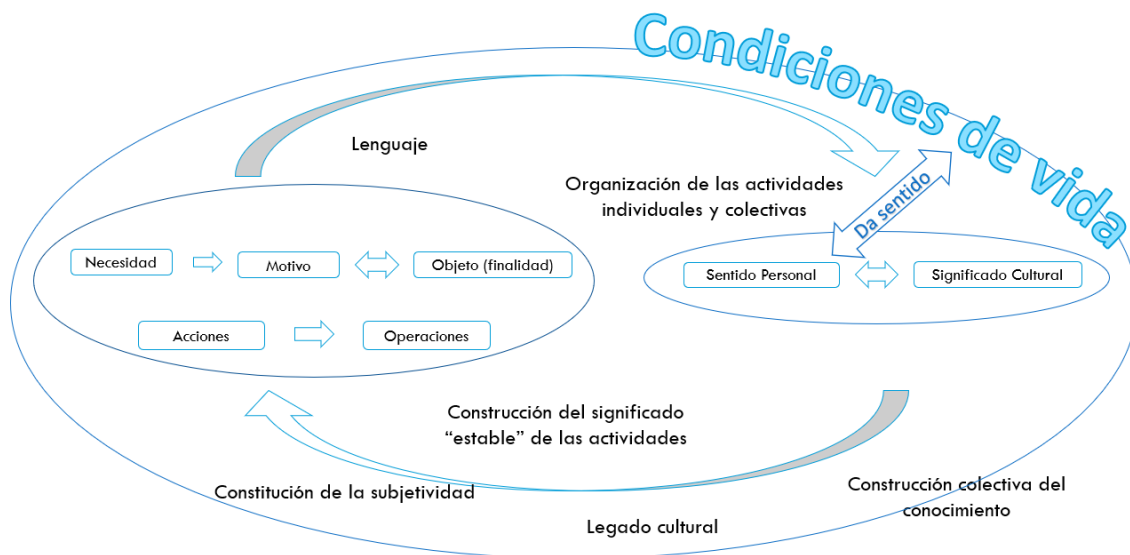 Condiciones de vida
Lenguaje
Organización de las actividades
individuales y colectivas
Da sentido
Necesidad
Motivo
Objeto (finalidad)
Sentido Personal
Significado Cultural
Acciones
Operaciones
Construcción del significado
“estable” de las actividades
Constitución de la subjetividad
Construcción colectiva del
conocimiento
Legado cultural